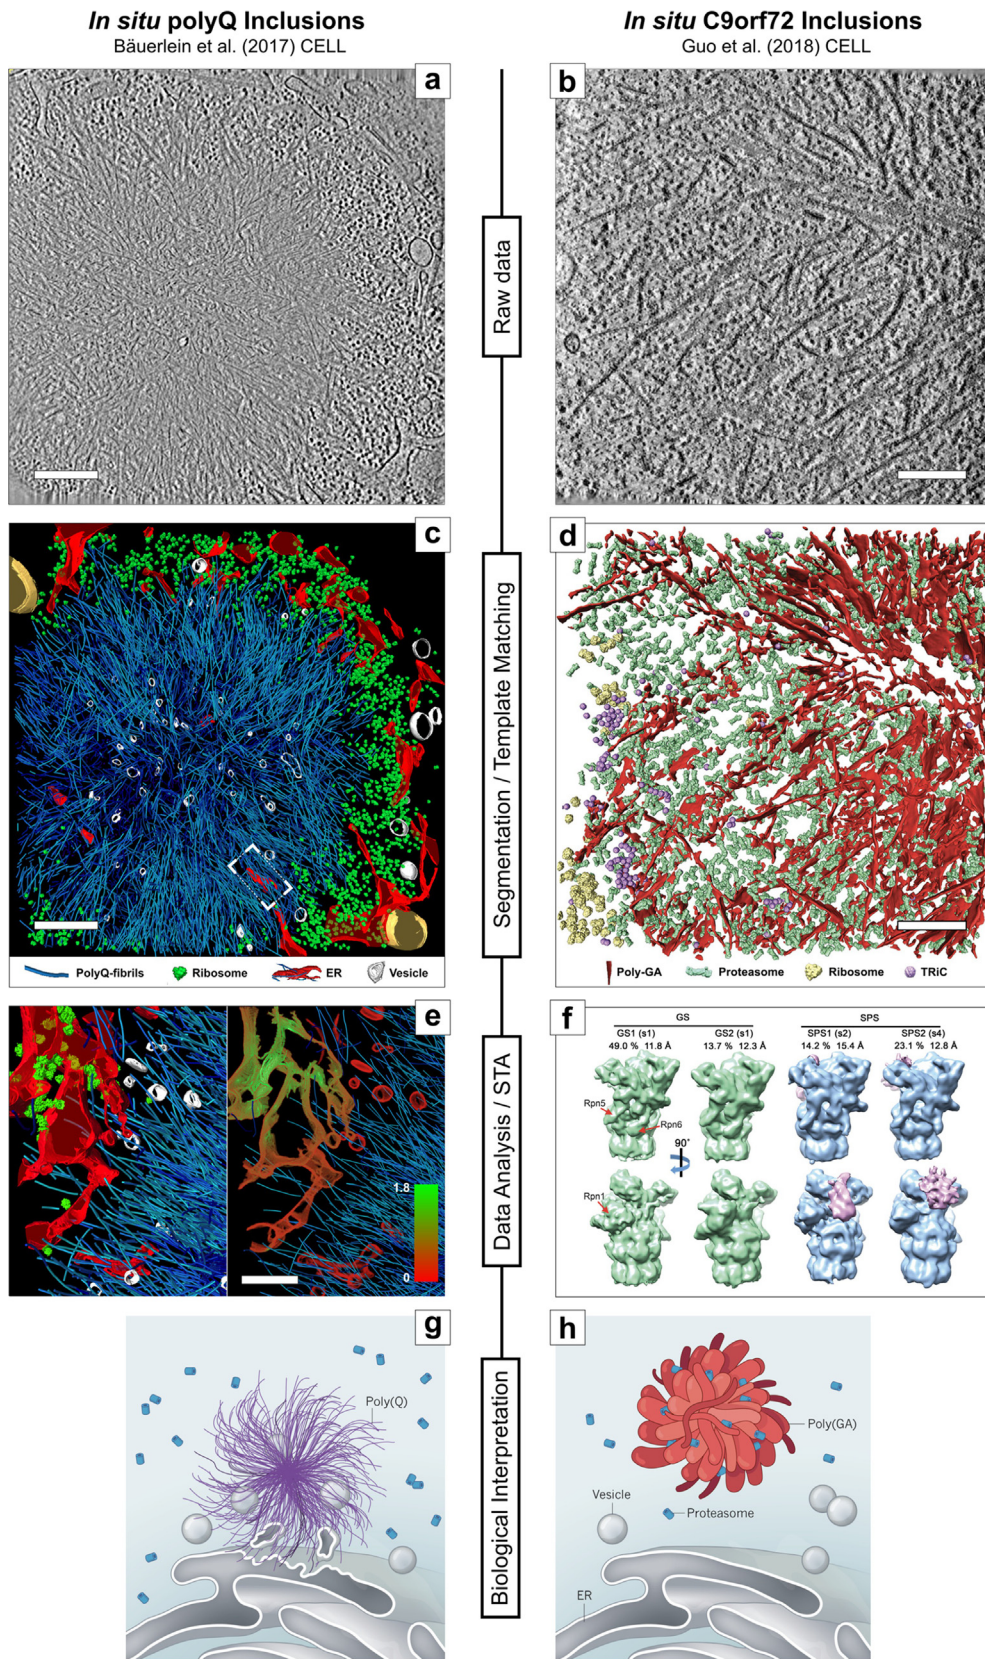 In situ polyQ Inclusions
Bäuerlein et al. (2017) CELL
In situ C9orf72 Inclusions
Guo et al. (2018) CELL
a
b
Raw data
c
d
Segmentation / Template Matching
PolyQ-fibrils
Ribosome
ER
Vesicle
Poly-GA
Proteasome
Ribosome
TRiC
e
1.8
0
Data Analysis / STA
f
GS
SPS
GS1 (s1)
GS2 (s1)
SPS1 (s2)
SPS2 (s4)
49.0 % 11.8 Å
13.7 % 12.3 Å
14.2 % 15.4 Å
23.1 % 12.8 Å
Rpn5
Rpn6
90°
Rpn1
g
Poly(Q)
Biological Interpretation
h
Poly(GA)
Vesicle
Proteasome
ER